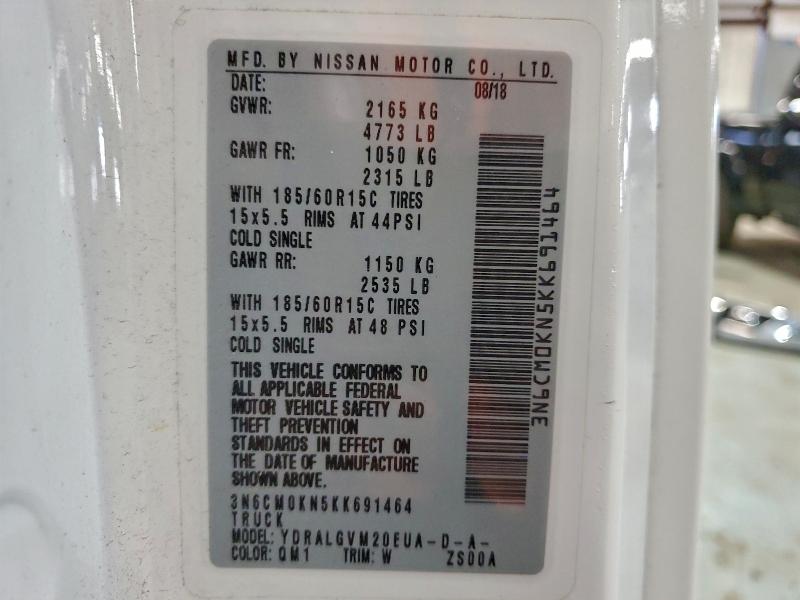 MFD. BY NISSAN MOTOR CO., LTD.
DATE: 08/18
GVWR: 2165 KG
4773 LB
GAWR FR: 1050 KG
2315 LB
WITH 185/60R15C TIRES
15x5.5 RIMS AT 44PSI
COLD SINGLE
GAWR RR: 1150 KG
2535 LB
WITH 185/60R15C TIRES
15x5.5 RIMS AT 48 PSI
COLD SINGLE
THIS VEHICLE CONFORMS TO
ALL APPLICABLE FEDERAL
MOTOR VEHICLE SAFETY AND
THEFT PREVENTION
STANDARDS IN EFFECT ON
THE DATE OF MANUFACTURE
SHOWN ABOVE.
3N6CM0KN5KK691464
TRUCK
MODEL: YDRALGVM20EUA-D-A-
COLOR: QM1 TRIM: W ZS00A
3N6CM0KN5KK691464